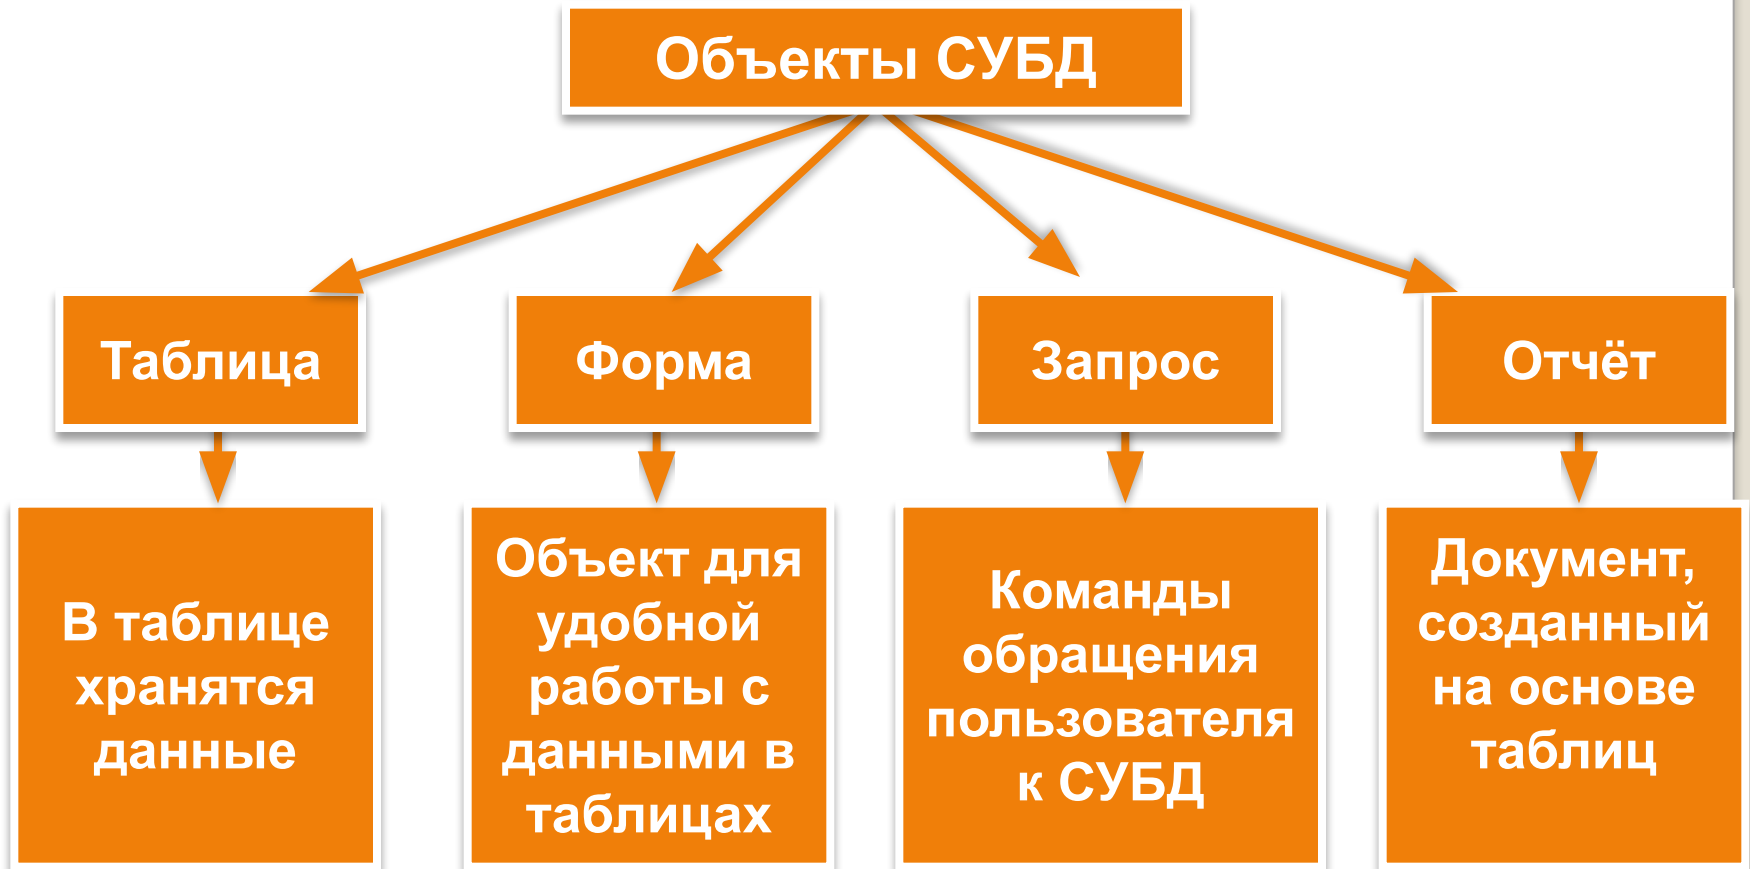 Объекты СУБД
Таблица
Форма
Запрос
Отчёт
В таблице
хранятся
данные
Объект для
удобной
работы с
данными в
таблицах
Команды
обращения
пользователя
к СУБД
Документ,
созданный
на основе
таблиц